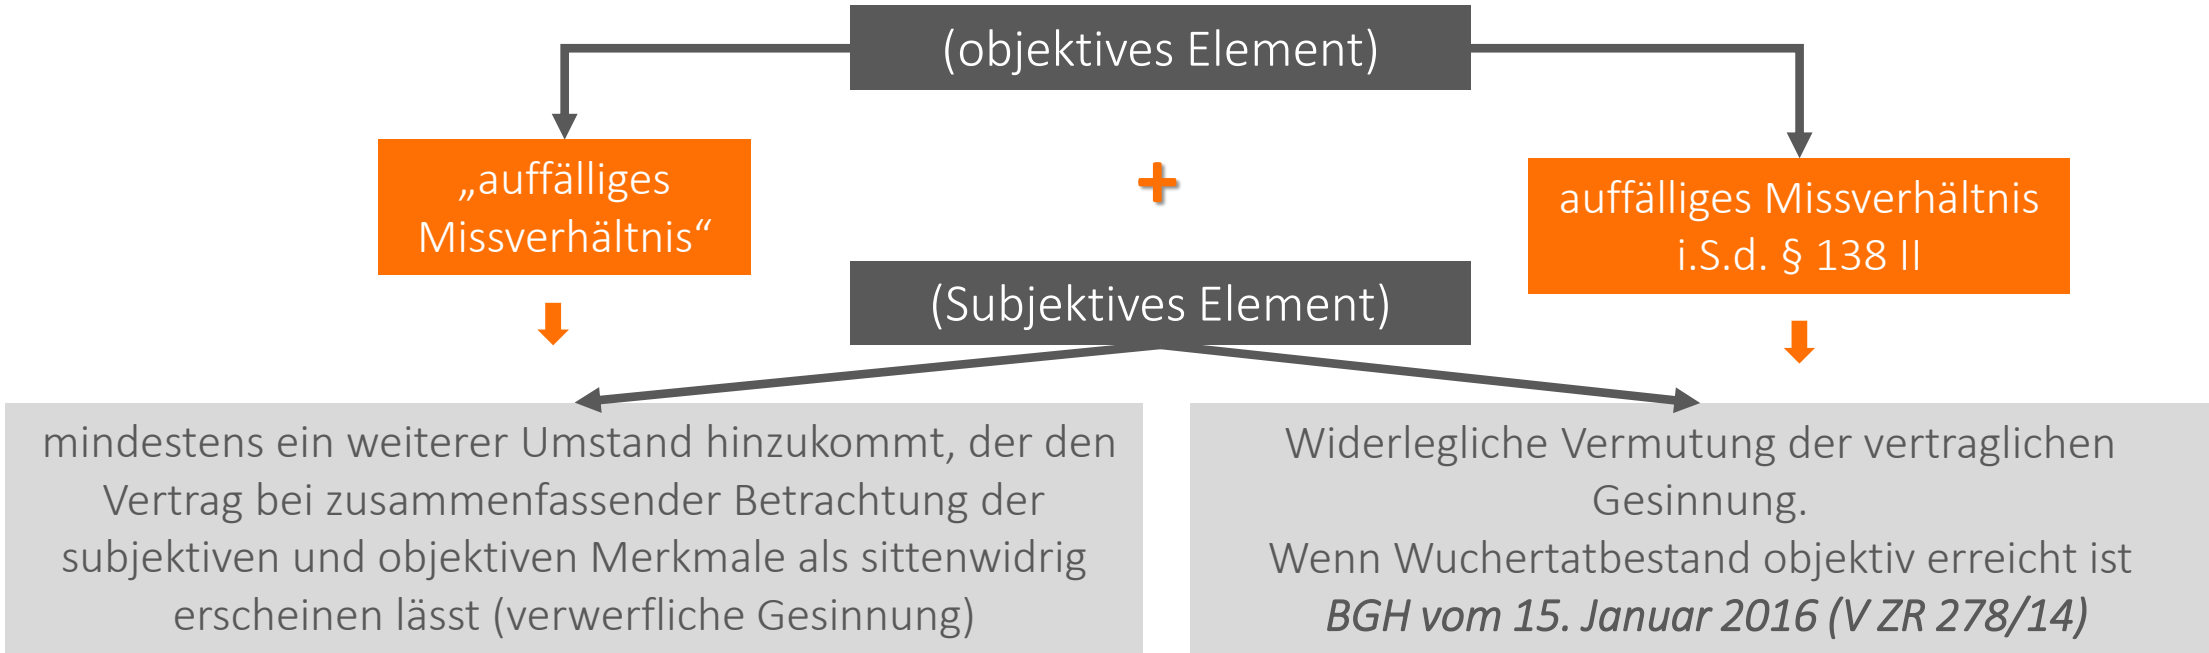 (objektives Element)
„auffälliges
Missverhältnis“
+
auffälliges Missverhältnis
i.S.d. § 138 II
(Subjektives Element)
mindestens ein weiterer Umstand hinzukommt, der den
Vertrag bei zusammenfassender Betrachtung der
subjektiven und objektiven Merkmale als sittenwidrig
erscheinen lässt (verwerfliche Gesinnung)
Widerlegliche Vermutung der vertraglichen
Gesinnung.
Wenn Wuchertatbestand objektiv erreicht ist
BGH vom 15. Januar 2016 (V ZR 278/14)